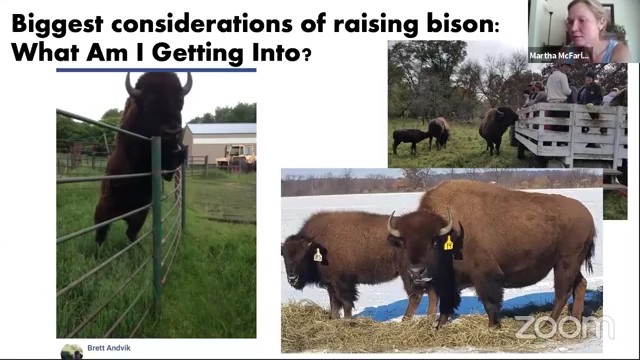 Biggest considerations of raising bison:
What Am I Getting Into?
Martha McFarl...
Brett Andvik
zoom